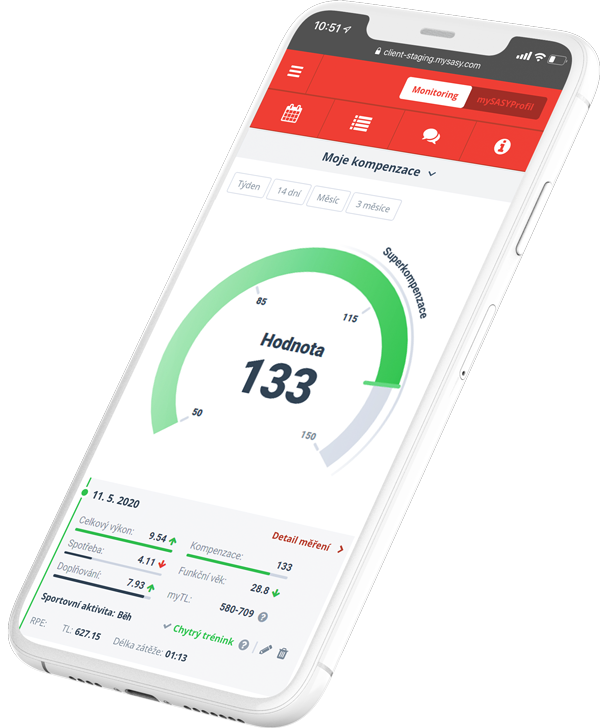 10:51
client-staging.mysasy.com
Monitoring mySASYProfil
Moje kompenzace
Týden 14 dní Měsíc 3 měsíce
Superkompenzace
85 115
Hodnota
133
50 150
11. 5. 2020
Detail měření
Celkový výkon: 9.54 Kompenzace: 133
Spotřeba: 4.11 Funkční věk: 28.8
Doplňování: 7.93 myTL: 580-709 ?
Sportovní aktivita: Běh Chytrý trénink ?
RPE: TL: 627.15 Délka zátěže: 01:13